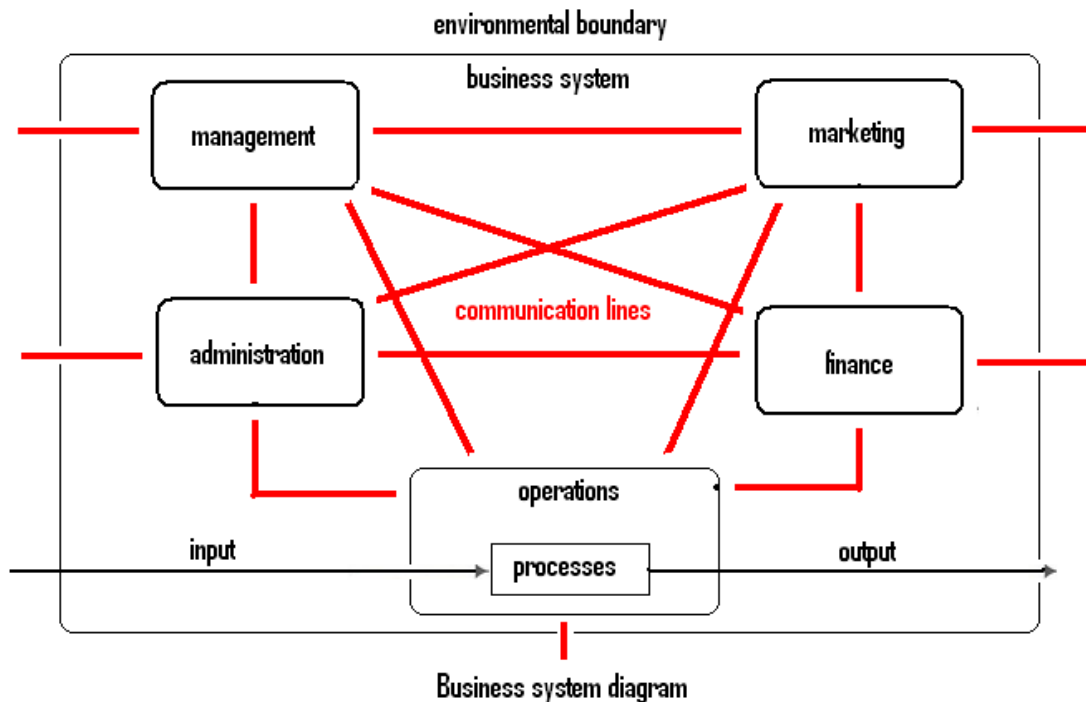 environmental boundary
business system
management
marketing
communication lines
administration
finance
operations
input
processes
output
Business system diagram